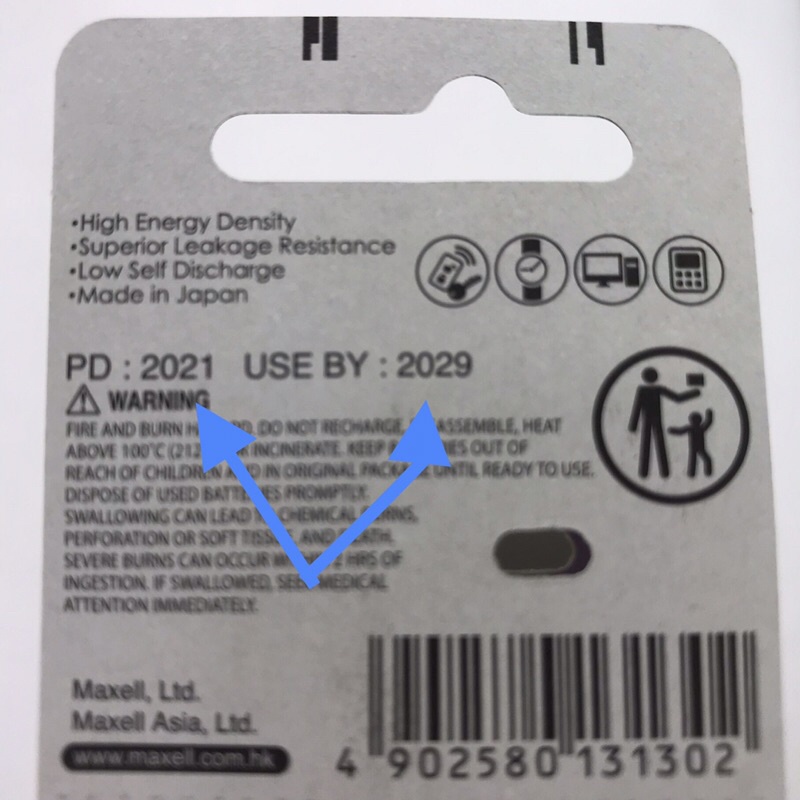 •High Energy Density
•Superior Leakage Resistance
•Low Self Discharge
•Made in Japan
PD : 2021 USE BY : 2029
WARNING
FIRE AND BURN DO NOT RECHARGE, ASSEMBLE, HEAT
ABOVE 100°C INCINERATE. KEEP OUT OF
REACH OF CHILDREN AND IN ORIGINAL PACKAGE UNTIL READY TO USE.
DISPOSE OF USED BATTERIES PROMPTLY.
SWALLOWING CAN LEAD CHEMICAL BURNS,
PERFORATION OR SOFT TISSUE, AND DEATH.
SEVERE BURNS CAN OCCUR 2 HRS OF
INGESTION. IF SWALLOWED, SEEK MEDICAL
ATTENTION IMMEDIATELY.
Maxell, Ltd.
Maxell Asia, Ltd.
www.maxell.com.hk
4 902580 131302